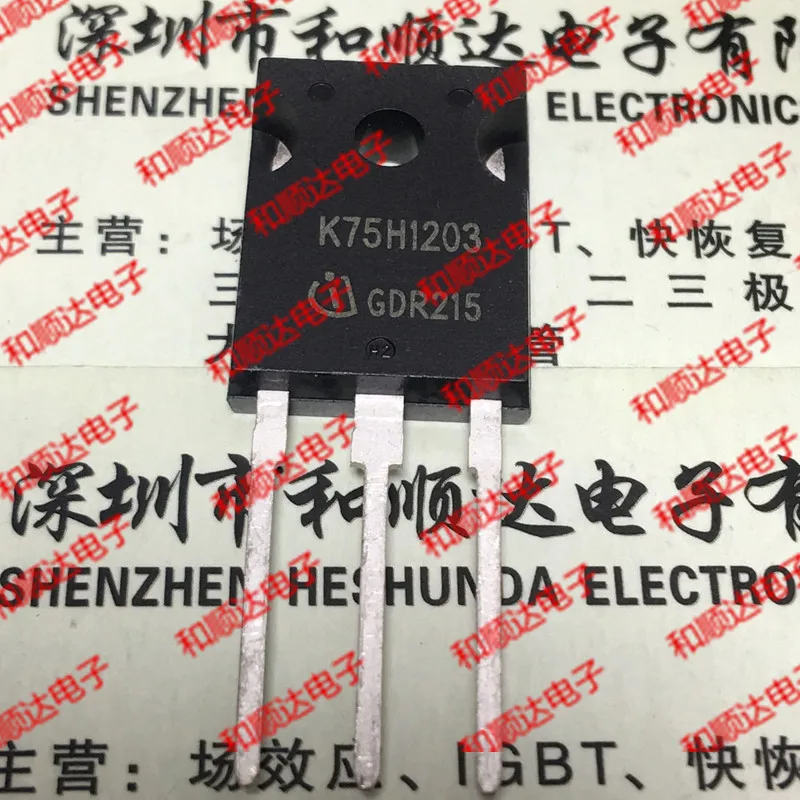 深圳市和顺达电子有限
SHENZHEN ELECTRONIC
K75H1203
GDR215
H2
主营：场 T、快恢复
三 二三极
大 管
深圳市和顺达电子有
SHENZHEN HESHUNDA ELECTRO
主营：场效应、IGBT、快恢
和顺达电子